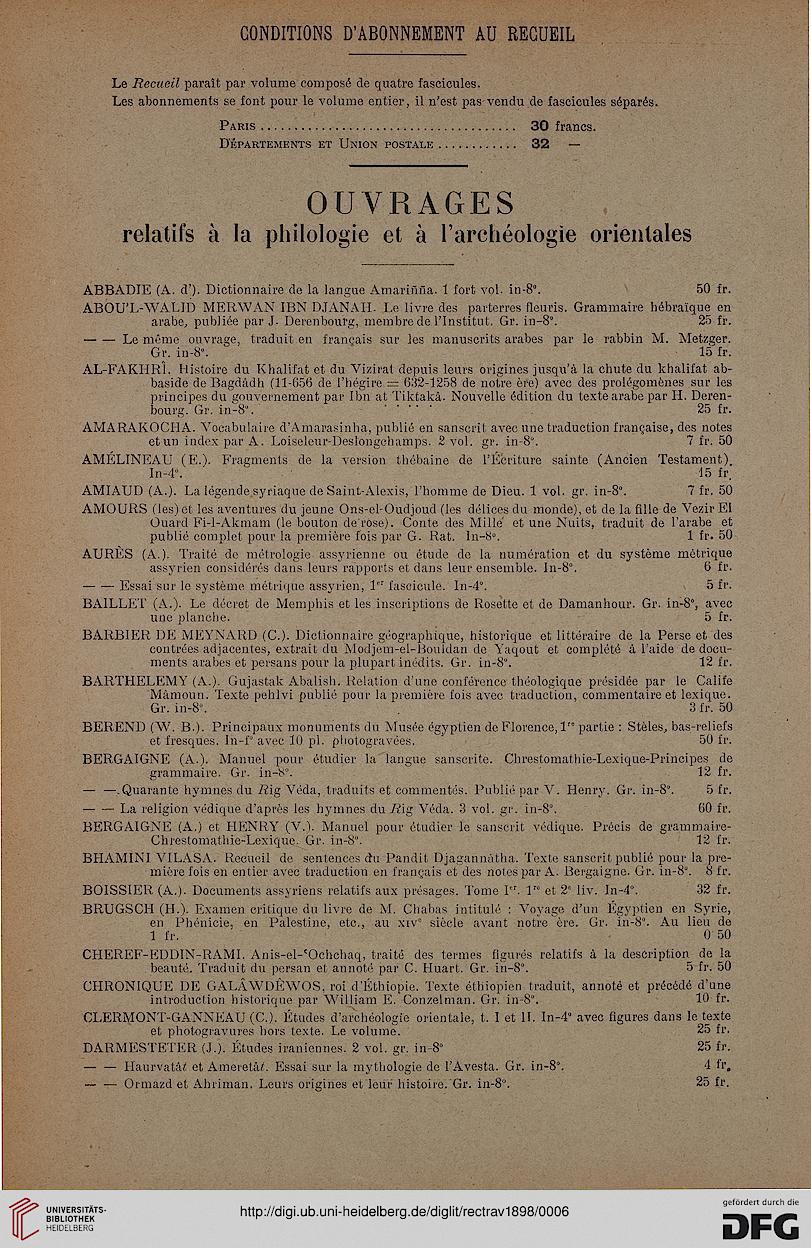 CONDITIONS D'ABONNEMENT AU RECUEIL
Le Recueil paraît par volume composé de quatre fascicules.
Les abonnements se font pour le volume entier, il n'est pas vendu de fascicules séparés.
PARIS ...................................... 30 francs.
DÉPARTEMENTS ET UNION POSTALE ............ 32 —
OUVRAGES
relatifs à la philologie et à l'archéologie orientales
ABBADIE (A. d'). Dictionnaire de la langue Amariñña. 1 fort vol. in-8°. 50 fr.
ABOU'L-WALID MERWAN IBN DJANAH. Le livre des parterres fleuris. Grammaire hébraïque en
arabe, publiée par J. Derenbourg, membre de l'Institut. Gr. in-8°. 25 fr.
— — Le même ouvrage, traduit en français sur les manuscrits arabes par le rabbin M. Metzger.
Gr. in-8°. 15 fr.
AL-FAKHRÎ. Histoire du Khalifat et du Vizirat depuis leurs origines jusqu'à la chute du khalifat ab-
baside de Bagdâdh (11-656 de l'hégire = 632-1258 de notre ère) avec des prolégomènes sur les
principes du gouvernement par Ibn at Tiktakâ. Nouvelle édition du texte arabe par H. Deren-
bourg. Gr. in-8°. 25 fr.
AMARAKOCHA. Vocabulaire d'Amarasinha, publié en sanscrit avec une traduction française, des notes
et un index par A. Loiseleur-Deslongchamps. 2 vol. gr. in-8°. 7 fr. 50
AMÉLINEAU (E.). Fragments de la version thébaine de l'Écriture sainte (Ancien Testament).
In-4°. 15 fr.
AMIAUD (A.). La légende syriaque de Saint-Alexis, l'homme de Dieu. 1 vol. gr. in-8°. 7 fr. 50
AMOURS (les) et les aventures du jeune Ons-el-Oudjoud (les délices du monde), et de la fille de Vezir El
Ouard Fi-l-Akmam (le bouton de rose). Conte des Mille et une Nuits, traduit de l'arabe et
publié complet pour la première fois par G. Rat. In-8°. 1 fr. 50
AURÈS (A.). Traité de métrologie assyrienne ou étude de la numération et du système métrique
assyrien considérés dans leurs rapports et dans leur ensemble. In-8°. 6 fr.
— — Essai sur le système métrique assyrien, 1er fascicule. In-4°. 5 fr.
BAILLET (A.). Le décret de Memphis et les inscriptions de Rosette et de Damanhour. Gr. in-8°, avec
une planche. 5 fr.
BARBIER DE MEYNARD (C.). Dictionnaire géographique, historique et littéraire de la Perse et des
contrées adjacentes, extrait du Modjem-el-Bouldan de Yaqout et complété à l'aide de docu-
ments arabes et persans pour la plupart inédits. Gr. in-8°. 12 fr.
BARTHELEMY (A.). Gujastak Abalish. Relation d'une conférence théologique présidée par le Calife
Mâmoun. Texte pehlvi publié pour la première fois avec traduction, commentaire et lexique.
Gr. in-8°. 3 fr. 50
BEREND (W. B.). Principaux monuments du Musée égyptien de Florence, 1re partie : Stèles, bas-reliefs
et fresques. In-f° avec 10 pl. photogravées. 50 fr.
BERGAIGNE (A.). Manuel pour étudier la langue sanscrite. Chrestomathie-Lexique-Principes de
grammaire. Gr. in-8°. 12 fr.
— —.Quarante hymnes du Rig Véda, traduits et commentés. Publié par V. Henry. Gr. in-8°. 5 fr.
— — La religion védique d'après les hymnes du Rig Véda. 3 vol. gr. in-8°. 60 fr.
BERGAIGNE (A.) et HENRY (V.). Manuel pour étudier le sanscrit védique. Précis de grammaire-
Chrestomathie-Lexique. Gr. in-8°. 12 fr.
BHAMINI VILASA. Recueil de sentences du Pandit Djagannâtha. Texte sanscrit publié pour la pre-
mière fois en entier avec traduction en français et des notes par A. Bergaigne. Gr. in-8°. 8 fr.
BOISSIER (A.). Documents assyriens relatifs aux présages. Tome Ier. 1re et 2e liv. In-4°. 32 fr.
BRUGSCH (H.). Examen critique du livre de M. Chabas intitulé : Voyage d'un Égyptien en Syrie,
en Phénicie, en Palestine, etc., au XIVe siècle avant notre ère. Gr. in-8°. Au lieu de
1 fr. 0 50
CHEREF-EDDIN-RAMI. Anis-el-'Ochchaq, traité des termes figurés relatifs à la description de la
beauté. Traduit du persan et annoté par C. Huart. Gr. in-8°. 5 fr. 50
CHRONIQUE DE GALÂWDÊWOS, roi d'Éthiopie. Texte éthiopien traduit, annoté et précédé d'une
introduction historique par William E. Conzelman. Gr. in-8°. 10 fr.
CLERMONT-GANNEAU (C.). Études d'archéologie orientale, t. I et II. In-4° avec figures dans le texte
et photogravures hors texte. Le volume. 25 fr.
DARMESTETER (J.). Études iraniennes. 2 vol. gr. in-8° 25 fr.
— — Haurvatât et Ameretât. Essai sur la mythologie de l'Avesta. Gr. in-8°. 4 fr.
— — Ormazd et Ahriman. Leurs origines et leur histoire. Gr. in-8°. 25 fr.
UNIVERSITÄTS-
BIBLIOTHEK
HEIDELBERG
http://digi.ub.uni-heidelberg.de/diglit/rectrav1898/0006
gefördert durch die
DFG